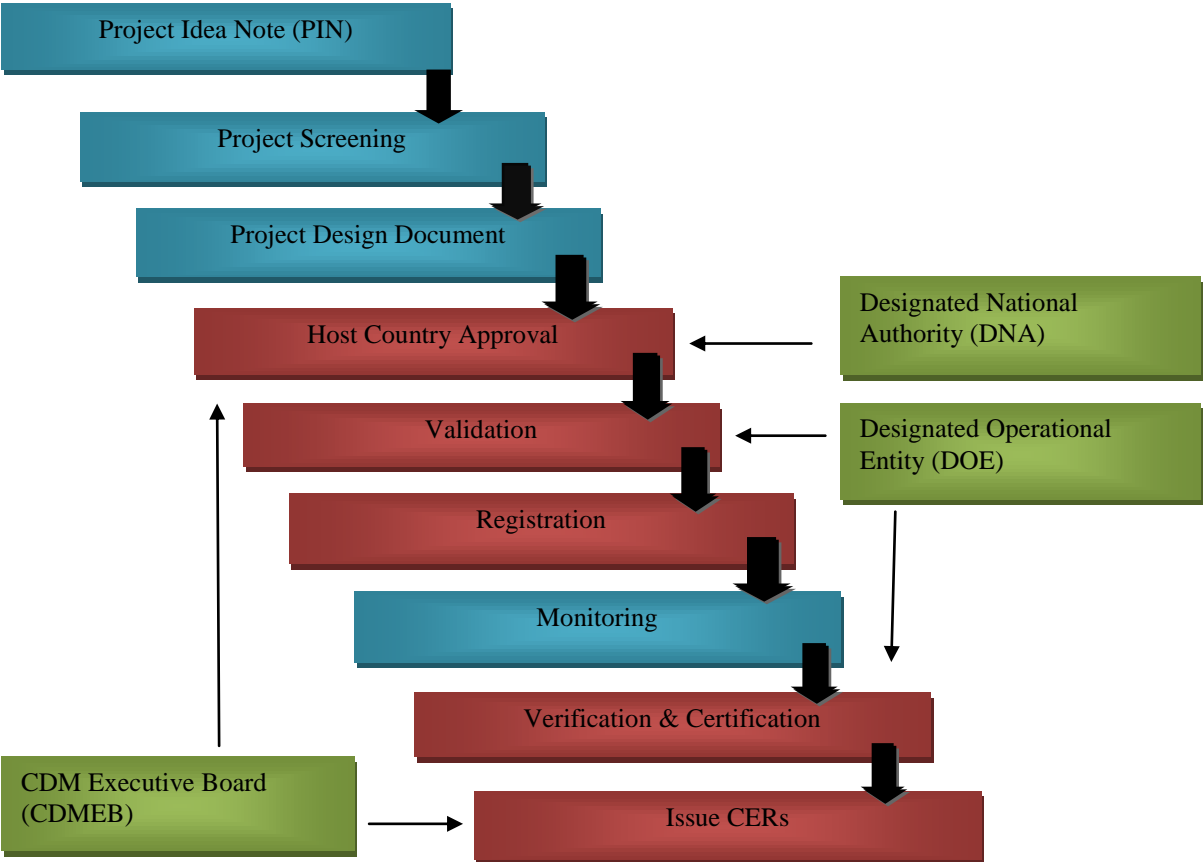 Project Idea Note (PIN)
Project Screening
Project Design Document
Host Country Approval
Designated National
Authority (DNA)
Validation
Designated Operational
Entity (DOE)
Registration
Monitoring
Verification & Certification
CDM Executive Board
(CDMEB)
Issue CERs